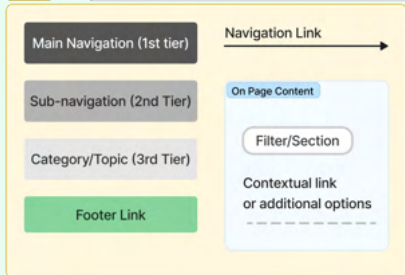 Main Navigation (1st tier)
Navigation Link
Sub-navigation (2nd Tier)
On Page Content
Filter/Section
Category/Topic (3rd Tier)
Contextual link
or additional options
Footer Link